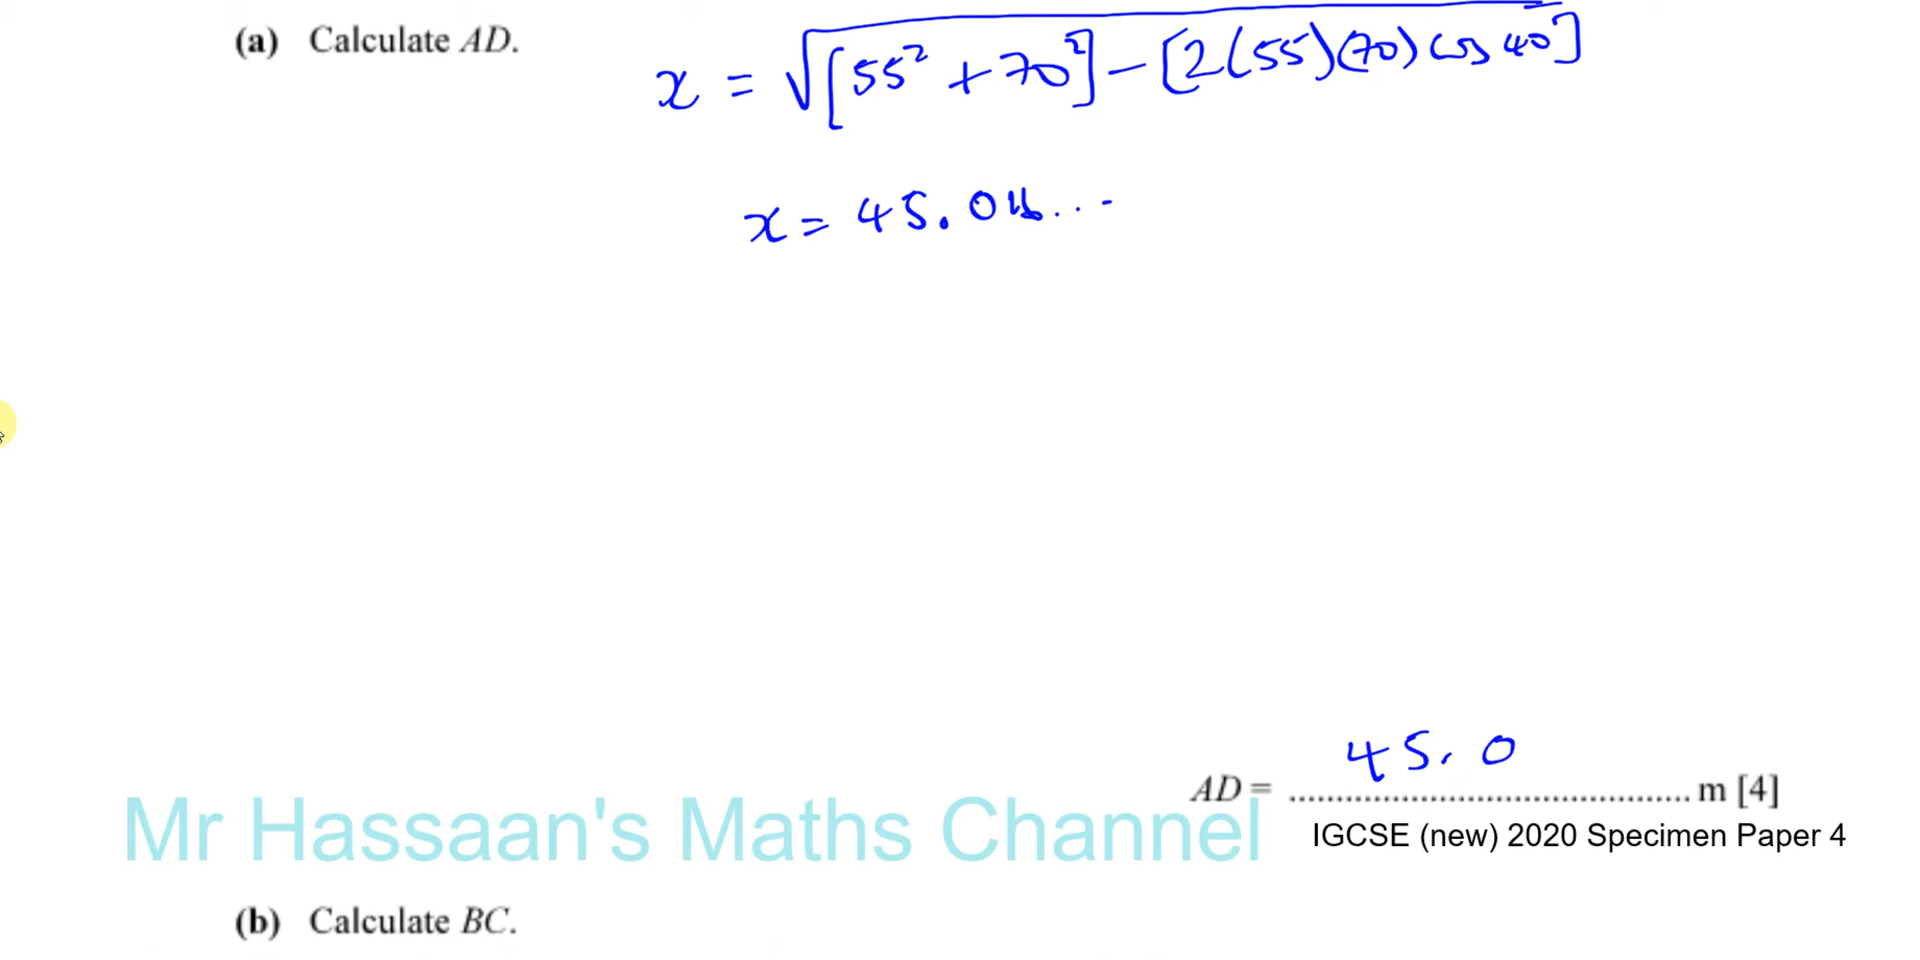 (a) Calculate AD.
x = √[55² + 70²] − [2(55)(70) cos 40]
x = 45.04...
45.0
AD = ........................................ m [4]
Mr Hassaan's Maths Channel
IGCSE (new) 2020 Specimen Paper 4
(b) Calculate BC.